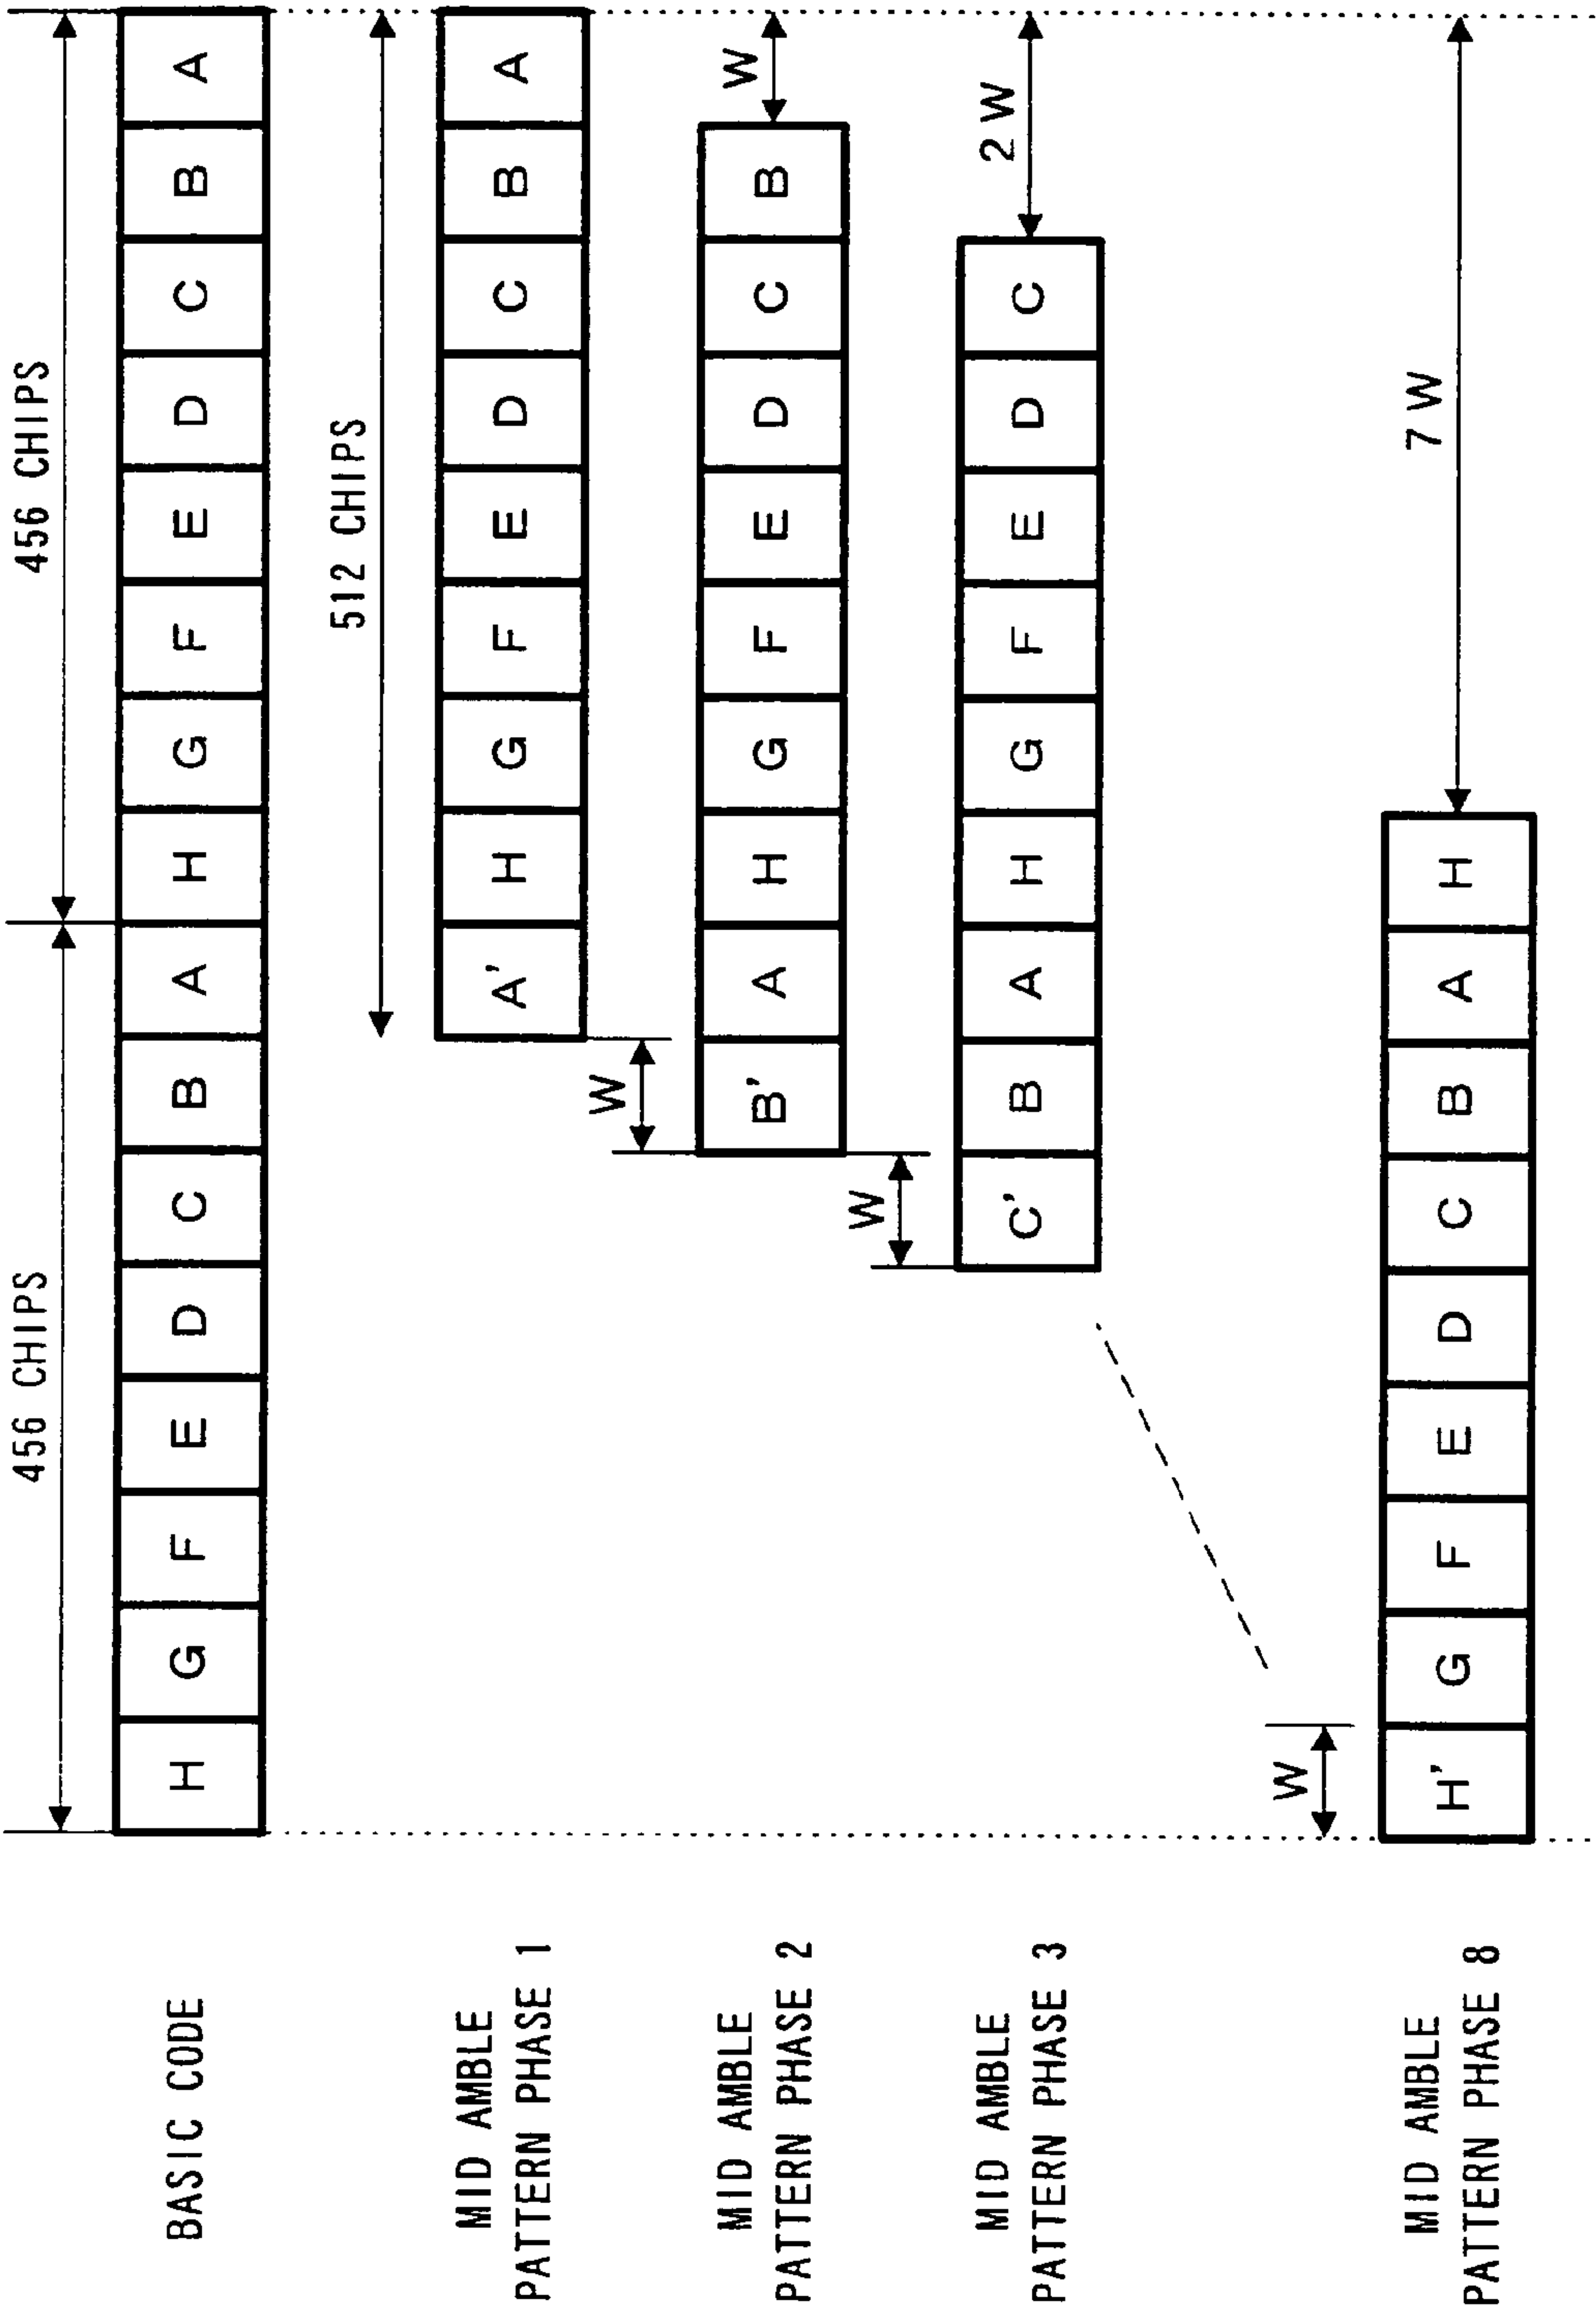 456 CHIPS 456 CHIPS
BASIC CODE H G F E D C B A H G F E D C B A
512 CHIPS
MID AMBLE
PATTERN PHASE 1
A' H G F E D C B A
W
W
MID AMBLE
PATTERN PHASE 2
B' A H G F E D C B
W
2 W
MID AMBLE
PATTERN PHASE 3
C' B A H G F E D C
W
7 W
MID AMBLE
PATTERN PHASE 8
H' G F E D C B A H